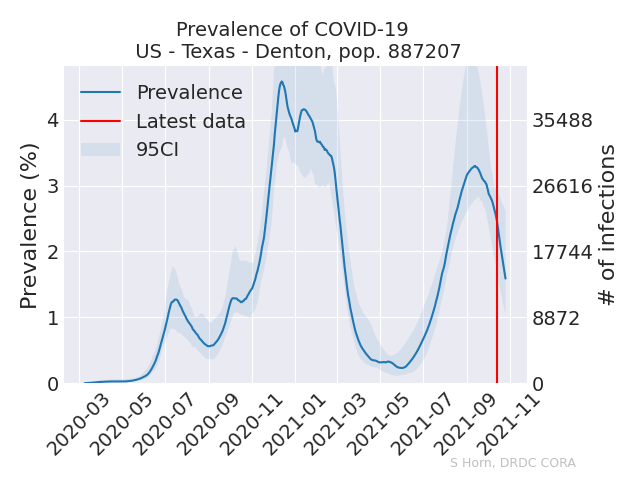 Prevalence of COVID-19
US - Texas - Denton, pop. 887207
Prevalence
Latest data
95CI
Prevalence (%)
4
3
2
1
0
35488
26616
17744
8872
0
# of infections
2020-03
2020-05
2020-07
2020-09
2020-11
2021-01
2021-03
2021-05
2021-07
2021-09
2021-11
S Horn, DRDC CORA